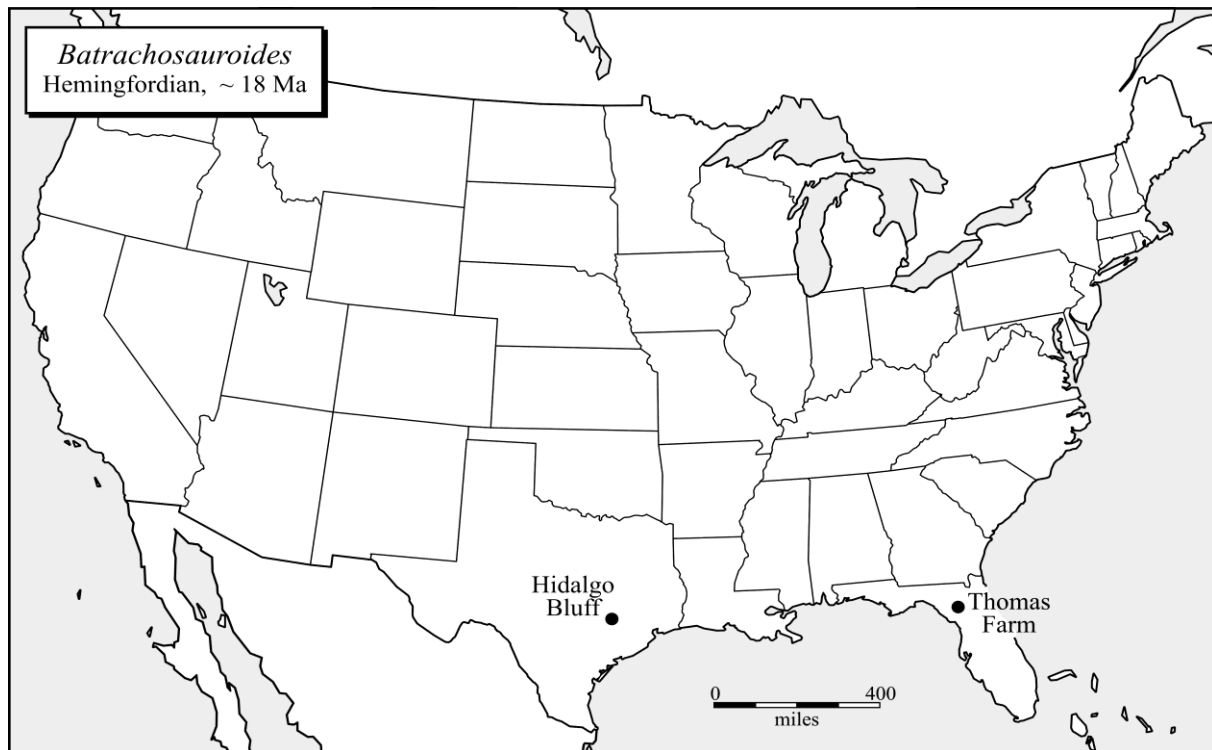 Batrachosauroides
Hemingfordian, ~ 18 Ma
Hidalgo
Bluff
Thomas
Farm
0 400
miles